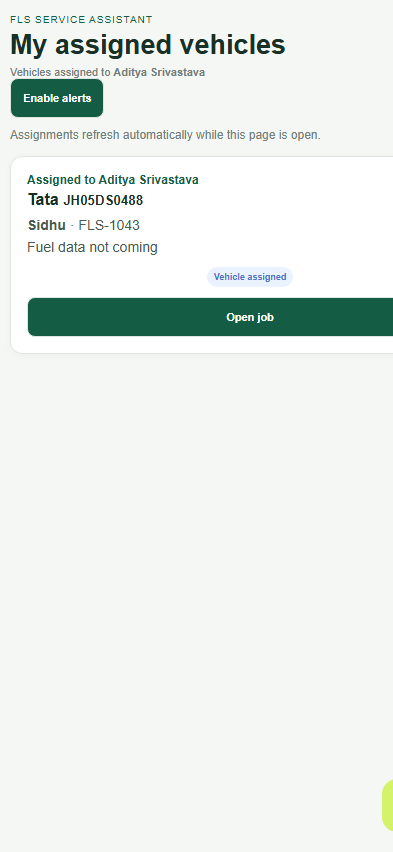 FLS SERVICE ASSISTANT
My assigned vehicles
Vehicles assigned to Aditya Srivastava
Enable alerts
Assignments refresh automatically while this page is open.
Assigned to Aditya Srivastava
Tata JH05DS0488
Sidhu · FLS-1043
Fuel data not coming
Vehicle assigned
Open job